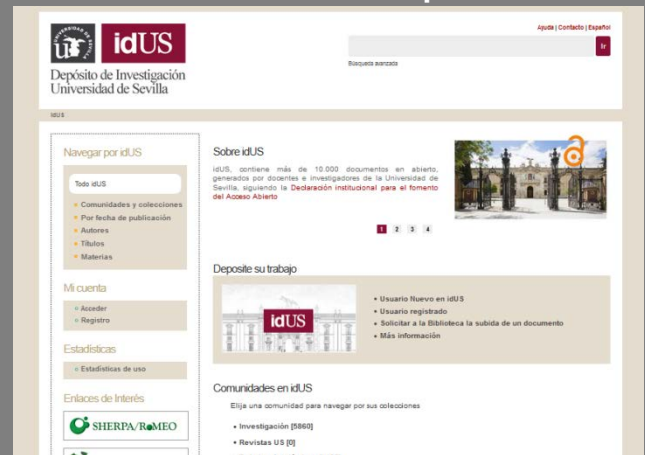 Ayuda | Contacto | Español
idUS
Ir
Búsqueda avanzada
Depósito de Investigación
Universidad de Sevilla
idUS
Navegar por idUS
Todo idUS
Comunidades y colecciones
Por fecha de publicación
Autores
Títulos
Materias
Mi cuenta
Acceder
Registro
Estadísticas
Estadísticas de uso
Enlaces de Interés
SHERPA/RoMEO
Sobre idUS
idUS, contiene más de 10.000 documentos en abierto,
generados por docentes e investigadores de la Universidad de
Sevilla, siguiendo la Declaración institucional para el fomento
del Acceso Abierto
1 2 3 4
Deposite su trabajo
idUS
Usuario Nuevo en idUS
Usuario registrado
Solicitar a la Biblioteca la subida de un documento
Más información
Comunidades en idUS
Elija una comunidad para navegar por sus colecciones
Investigación [5860]
Revistas US [0]